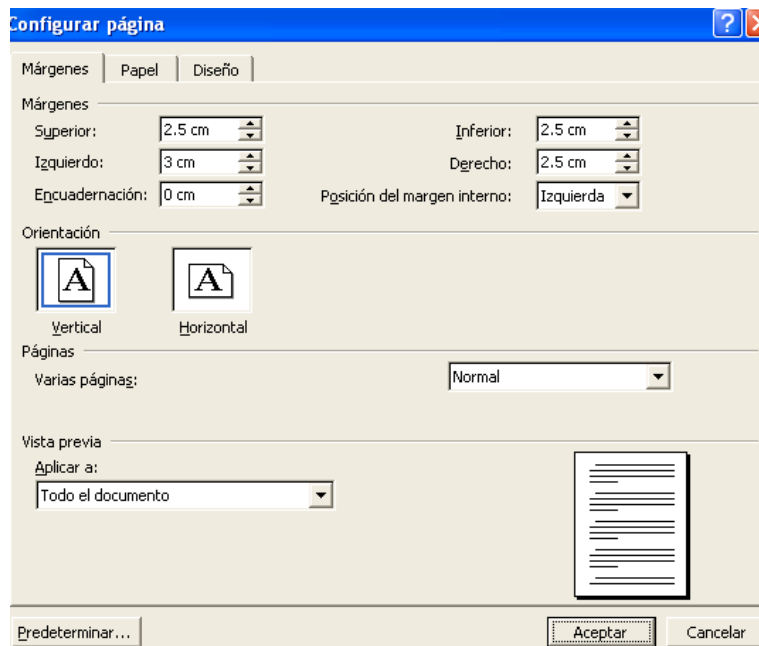 Configurar página
Márgenes Papel Diseño
Márgenes
Superior: 2.5 cm Inferior: 2.5 cm
Izquierdo: 3 cm Derecho: 2.5 cm
Encuadernación: 0 cm Posición del margen interno: Izquierda
Orientación
A A
Vertical Horizontal
Páginas
Varias páginas: Normal
Vista previa
Aplicar a:
Todo el documento
Predeterminar... Aceptar Cancelar